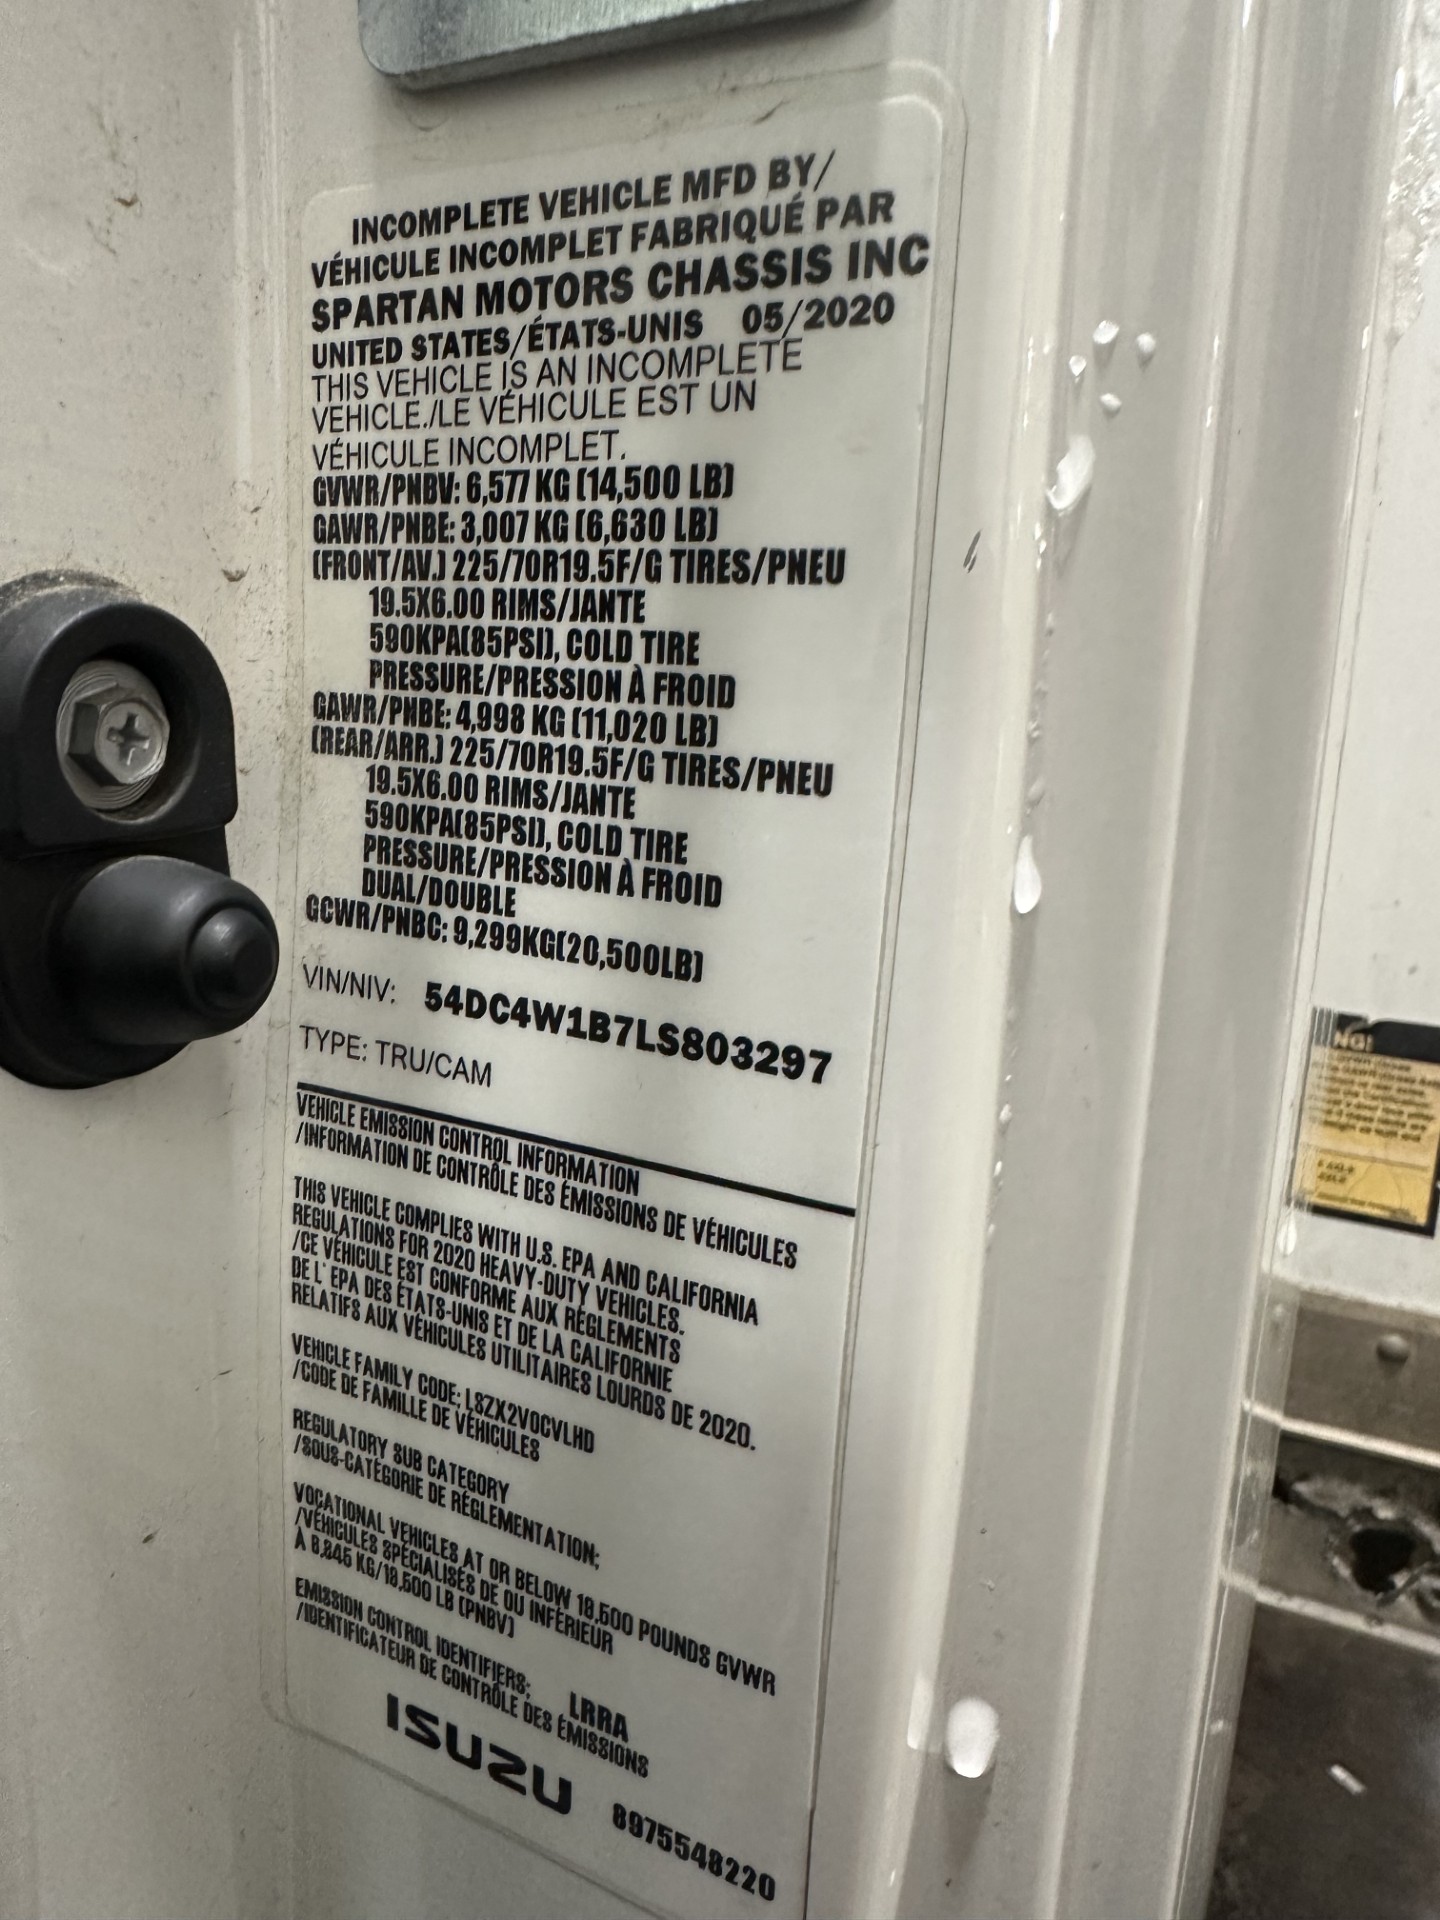 INCOMPLETE VEHICLE MFD BY/
VÉHICULE INCOMPLET FABRIQUÉ PAR
SPARTAN MOTORS CHASSIS INC
UNITED STATES/ÉTATS-UNIS 05/2020
THIS VEHICLE IS AN INCOMPLETE
VEHICLE./LE VÉHICULE EST UN
VÉHICULE INCOMPLET.
GVWR/PNBV: 6,577 KG (14,500 LB)
GAWR/PNBE: 3,007 KG (6,630 LB)
(FRONT/AV.) 225/70R19.5F/G TIRES/PNEU
19.5X6.00 RIMS/JANTE
590KPA(85PSI), COLD TIRE
PRESSURE/PRESSION À FROID
GAWR/PNBE: 4,998 KG (11,020 LB)
(REAR/ARR.) 225/70R19.5F/G TIRES/PNEU
19.5X6.00 RIMS/JANTE
590KPA(85PSI), COLD TIRE
PRESSURE/PRESSION À FROID
DUAL/DOUBLE
GCWR/PNBC: 9,299KG(20,500LB)
VIN/NIV: 54DC4W1B7LS803297
TYPE: TRU/CAM
VEHICLE EMISSION CONTROL INFORMATION
/INFORMATION DE CONTRÔLE DES ÉMISSIONS DE VÉHICULES
THIS VEHICLE COMPLIES WITH U.S. EPA AND CALIFORNIA
REGULATIONS FOR 2020 HEAVY-DUTY VEHICLES.
/CE VÉHICULE EST CONFORME AUX RÉGLEMENTS
DE L'EPA DES ÉTATS-UNIS ET DE LA CALIFORNIE
RELATIFS AUX VÉHICULES UTILITAIRES LOURDS DE 2020.
VEHICLE FAMILY CODE: LSZX2VOCVLHD
/CODE DE FAMILLE DE VÉHICULES
REGULATORY SUB CATEGORY
/SOUS-CATÉGORIE DE RÉGLEMENTATION:
VOCATIONAL VEHICLES AT OR BELOW 19,500 POUNDS GVWR
/VÉHICULES SPÉCIALISÉS DE OU INFÉRIEUR
À 8,845 KG/19,500 LB (PNBV)
EMISSION CONTROL IDENTIFIERS: LRRA
/IDENTIFICATEUR DE CONTRÔLE DES ÉMISSIONS
ISUZU
8975548220